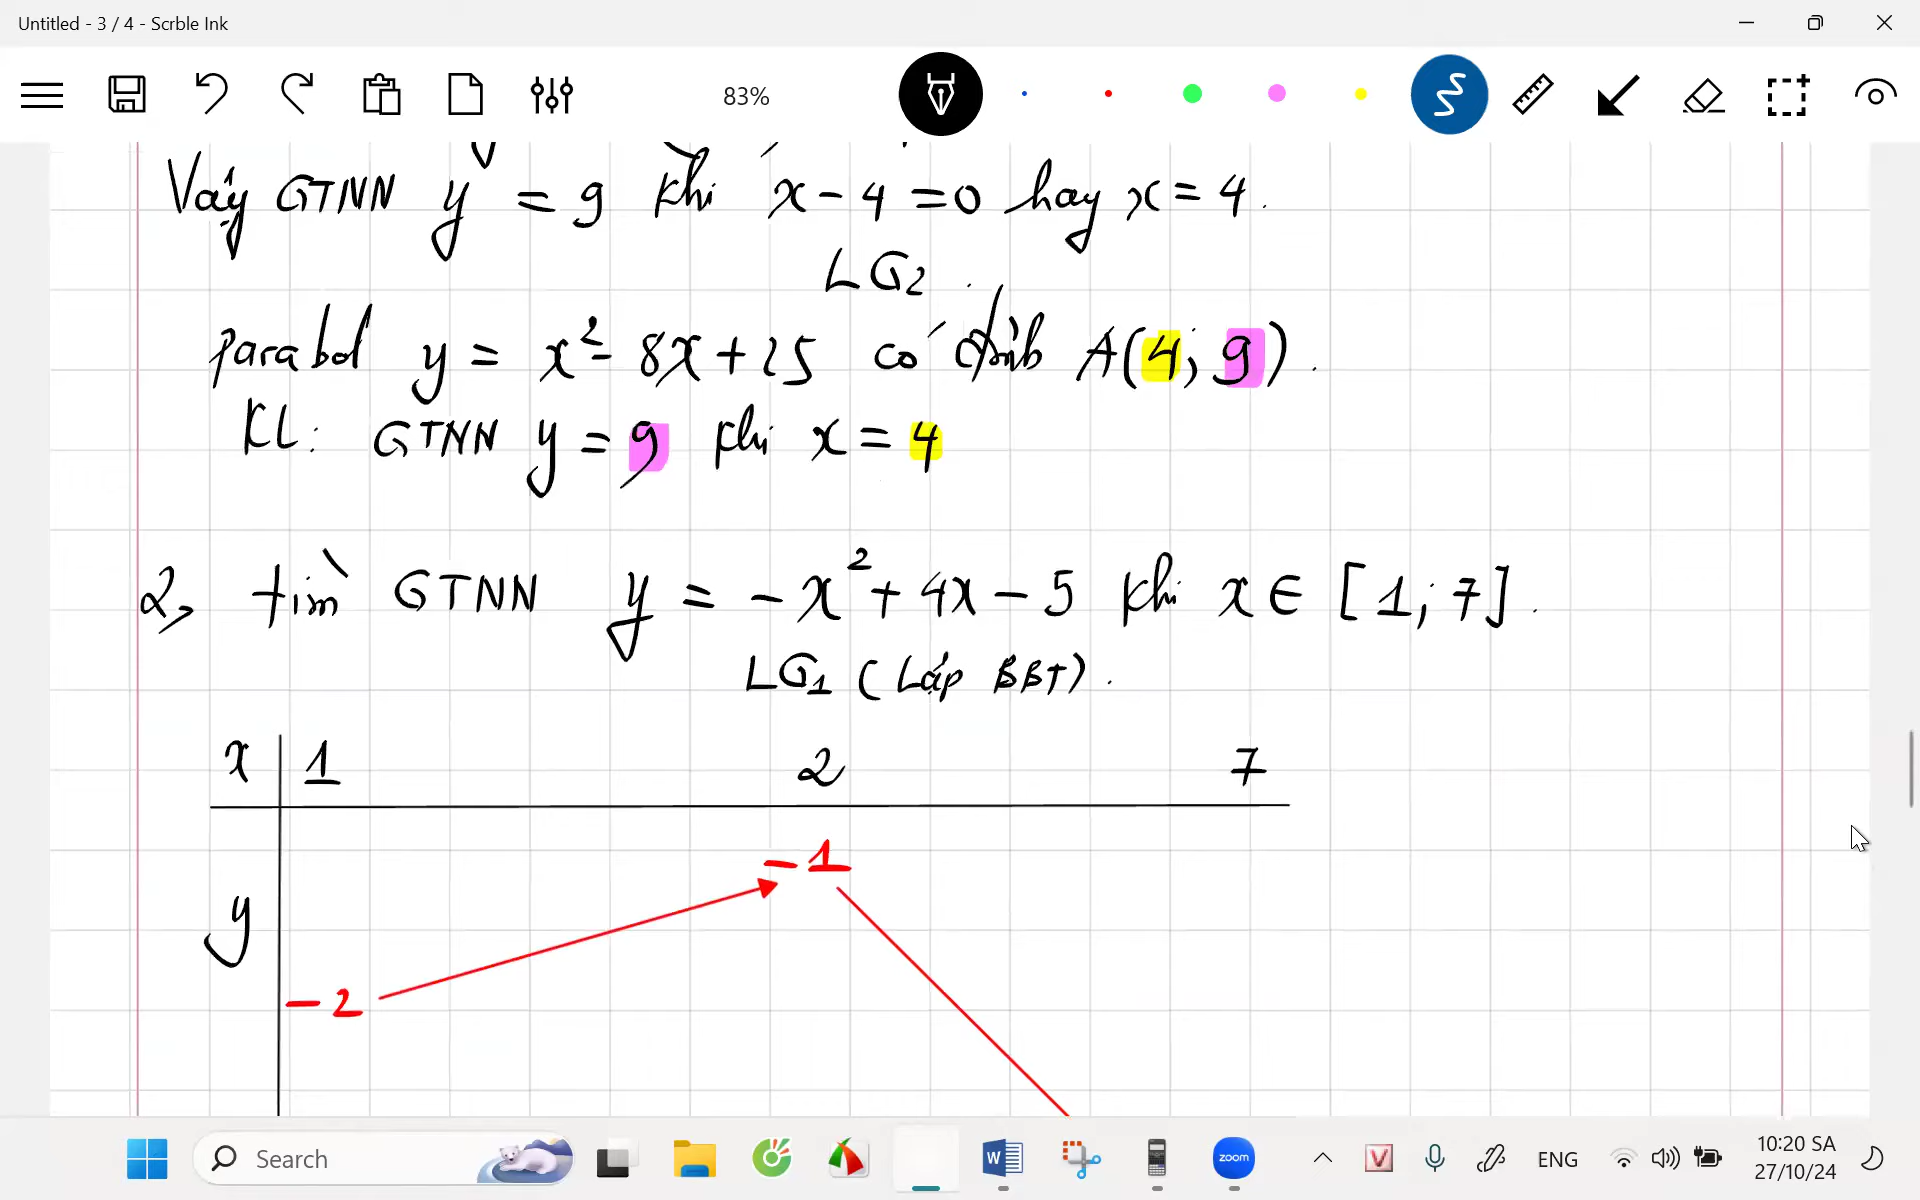 Untitled - 3 / 4 - Scrble Ink
83%
Vậy GTNN y = 9 khi x - 4 = 0 hay x = 4.
LG2.
parabol y = x² - 8x + 25 có đỉnh A(4; 9).
KL: GTNN y = 9 khi x = 4
2, tìm GTNN y = -x² + 4x - 5 khi x ∈ [1; 7].
LG1 (Lập BBT).
x 1 2 7
-1
y
-2
Search
zoom
ENG
10:20 SA
27/10/24